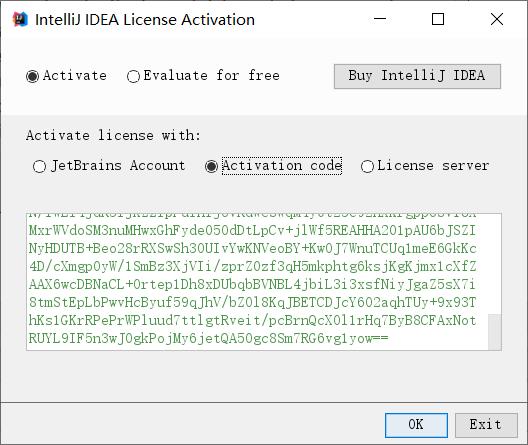 IntelliJ IDEA License Activation
Activate
Evaluate for free
Buy IntelliJ IDEA
Activate license with:
JetBrains Account
Activation code
License server
MxrWVdoSM3nuMHwxGhFyde050dDtLpCv+jlWf5REAHHA201pAU6bJSZI
NyHDUTB+Beo28rRXSwSh30UIvYwKNVeoBY+Kw0J7WnuTCUq1meE6GkKc
4D/cXmgp0yW/1SmBz3XjVIi/zprZ0zf3qH5mkphtg6ksjKgKjmx1cXfZ
AAX6wcDBNaCL+0rtep1Dh8xDUbqbBVNBL4jbiL3i3xsfNiyJgaZ5sX7i
8tmStEpLbPwvHcByuf59qJhV/bZ0l8KqJBETCDJcY602aqhTUy+9x93T
hKs1GKrRPePrWPluud7ttlgtRveit/pcBrnQcX0l1rHq7ByB8CFAxNot
RUYL9IF5n3wJ0gkPojMy6jetQA50gc8Sm7RG6vg1yow==
OK
Exit